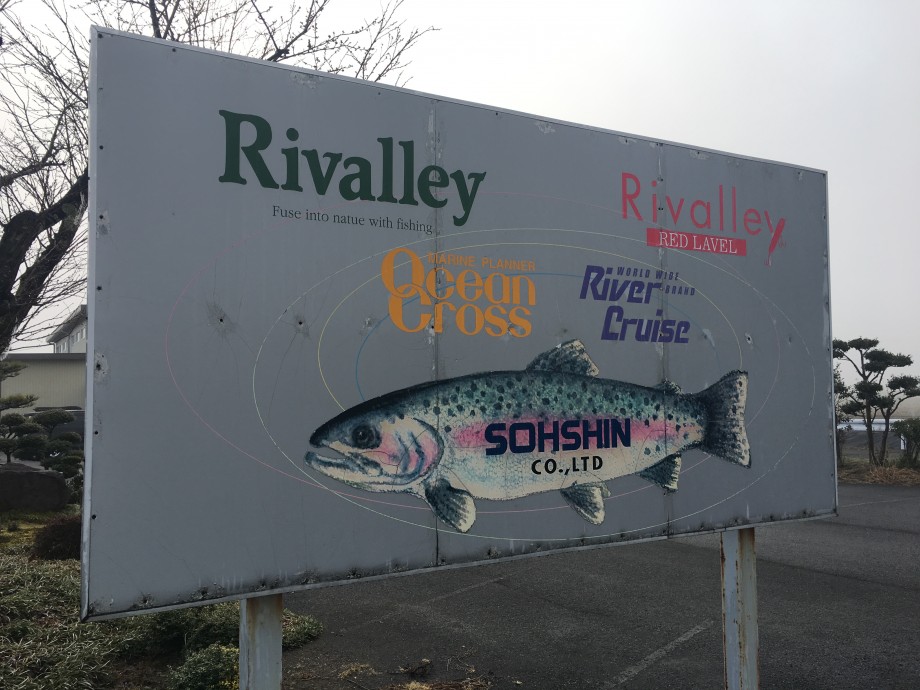 Rivalley
Fuse into natue with fishing
Rivalley
RED LAVEL
MARINE PLANNER
Ocean
Cross
WORLD WIDE
River BOARD
Cruise
SOHSHIN
CO.,LTD